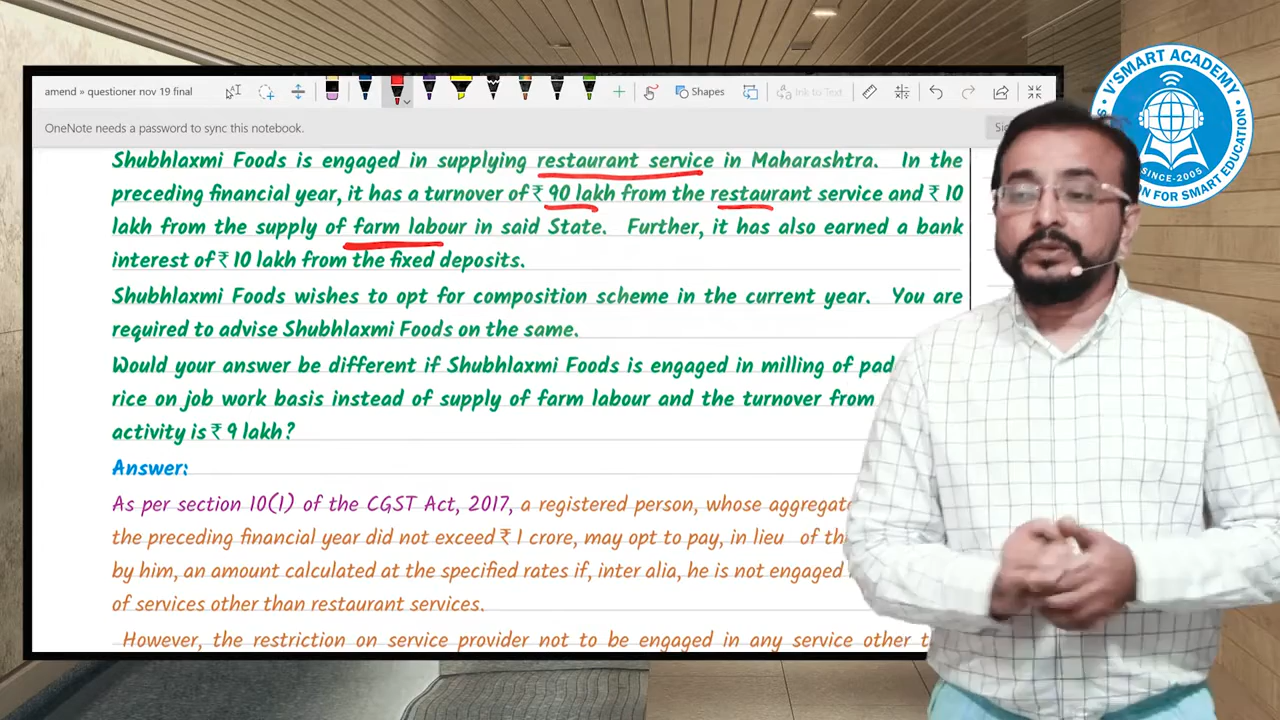 V'SMART ACADEMY
SINCE-2005
ION FOR SMART EDUCATION
amend » questioner nov 19 final
Shapes
Ink to Text
OneNote needs a password to sync this notebook.
Shubhlaxmi Foods is engaged in supplying restaurant service in Maharashtra. In the
preceding financial year, it has a turnover of ₹ 90 lakh from the restaurant service and ₹ 10
lakh from the supply of farm labour in said State. Further, it has also earned a bank
interest of ₹ 10 lakh from the fixed deposits.
Shubhlaxmi Foods wishes to opt for composition scheme in the current year. You are
required to advise Shubhlaxmi Foods on the same.
Would your answer be different if Shubhlaxmi Foods is engaged in milling of pad
rice on job work basis instead of supply of farm labour and the turnover from
activity is ₹ 9 lakh?
Answer:
As per section 10(1) of the CGST Act, 2017, a registered person, whose aggregate
the preceding financial year did not exceed ₹ 1 crore, may opt to pay, in lieu of th
by him, an amount calculated at the specified rates if, inter alia, he is not engaged
of services other than restaurant services.
However, the restriction on service provider not to be engaged in any service other t